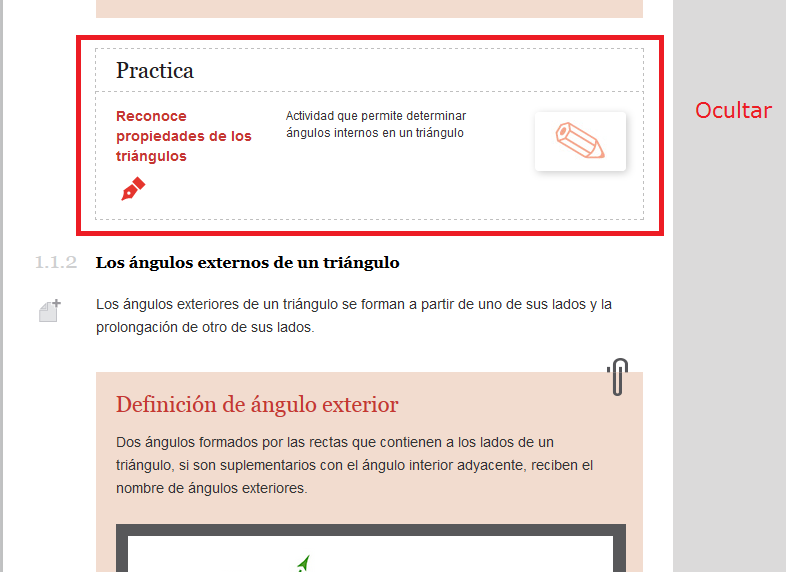 Practica
Reconoce
propiedades de los
triángulos
Actividad que permite determinar
ángulos internos en un triángulo
Ocultar
1.1.2 Los ángulos externos de un triángulo
Los ángulos exteriores de un triángulo se forman a partir de uno de sus lados y la
prolongación de otro de sus lados.
Definición de ángulo exterior
Dos ángulos formados por las rectas que contienen a los lados de un
triángulo, si son suplementarios con el ángulo interior adyacente, reciben el
nombre de ángulos exteriores.